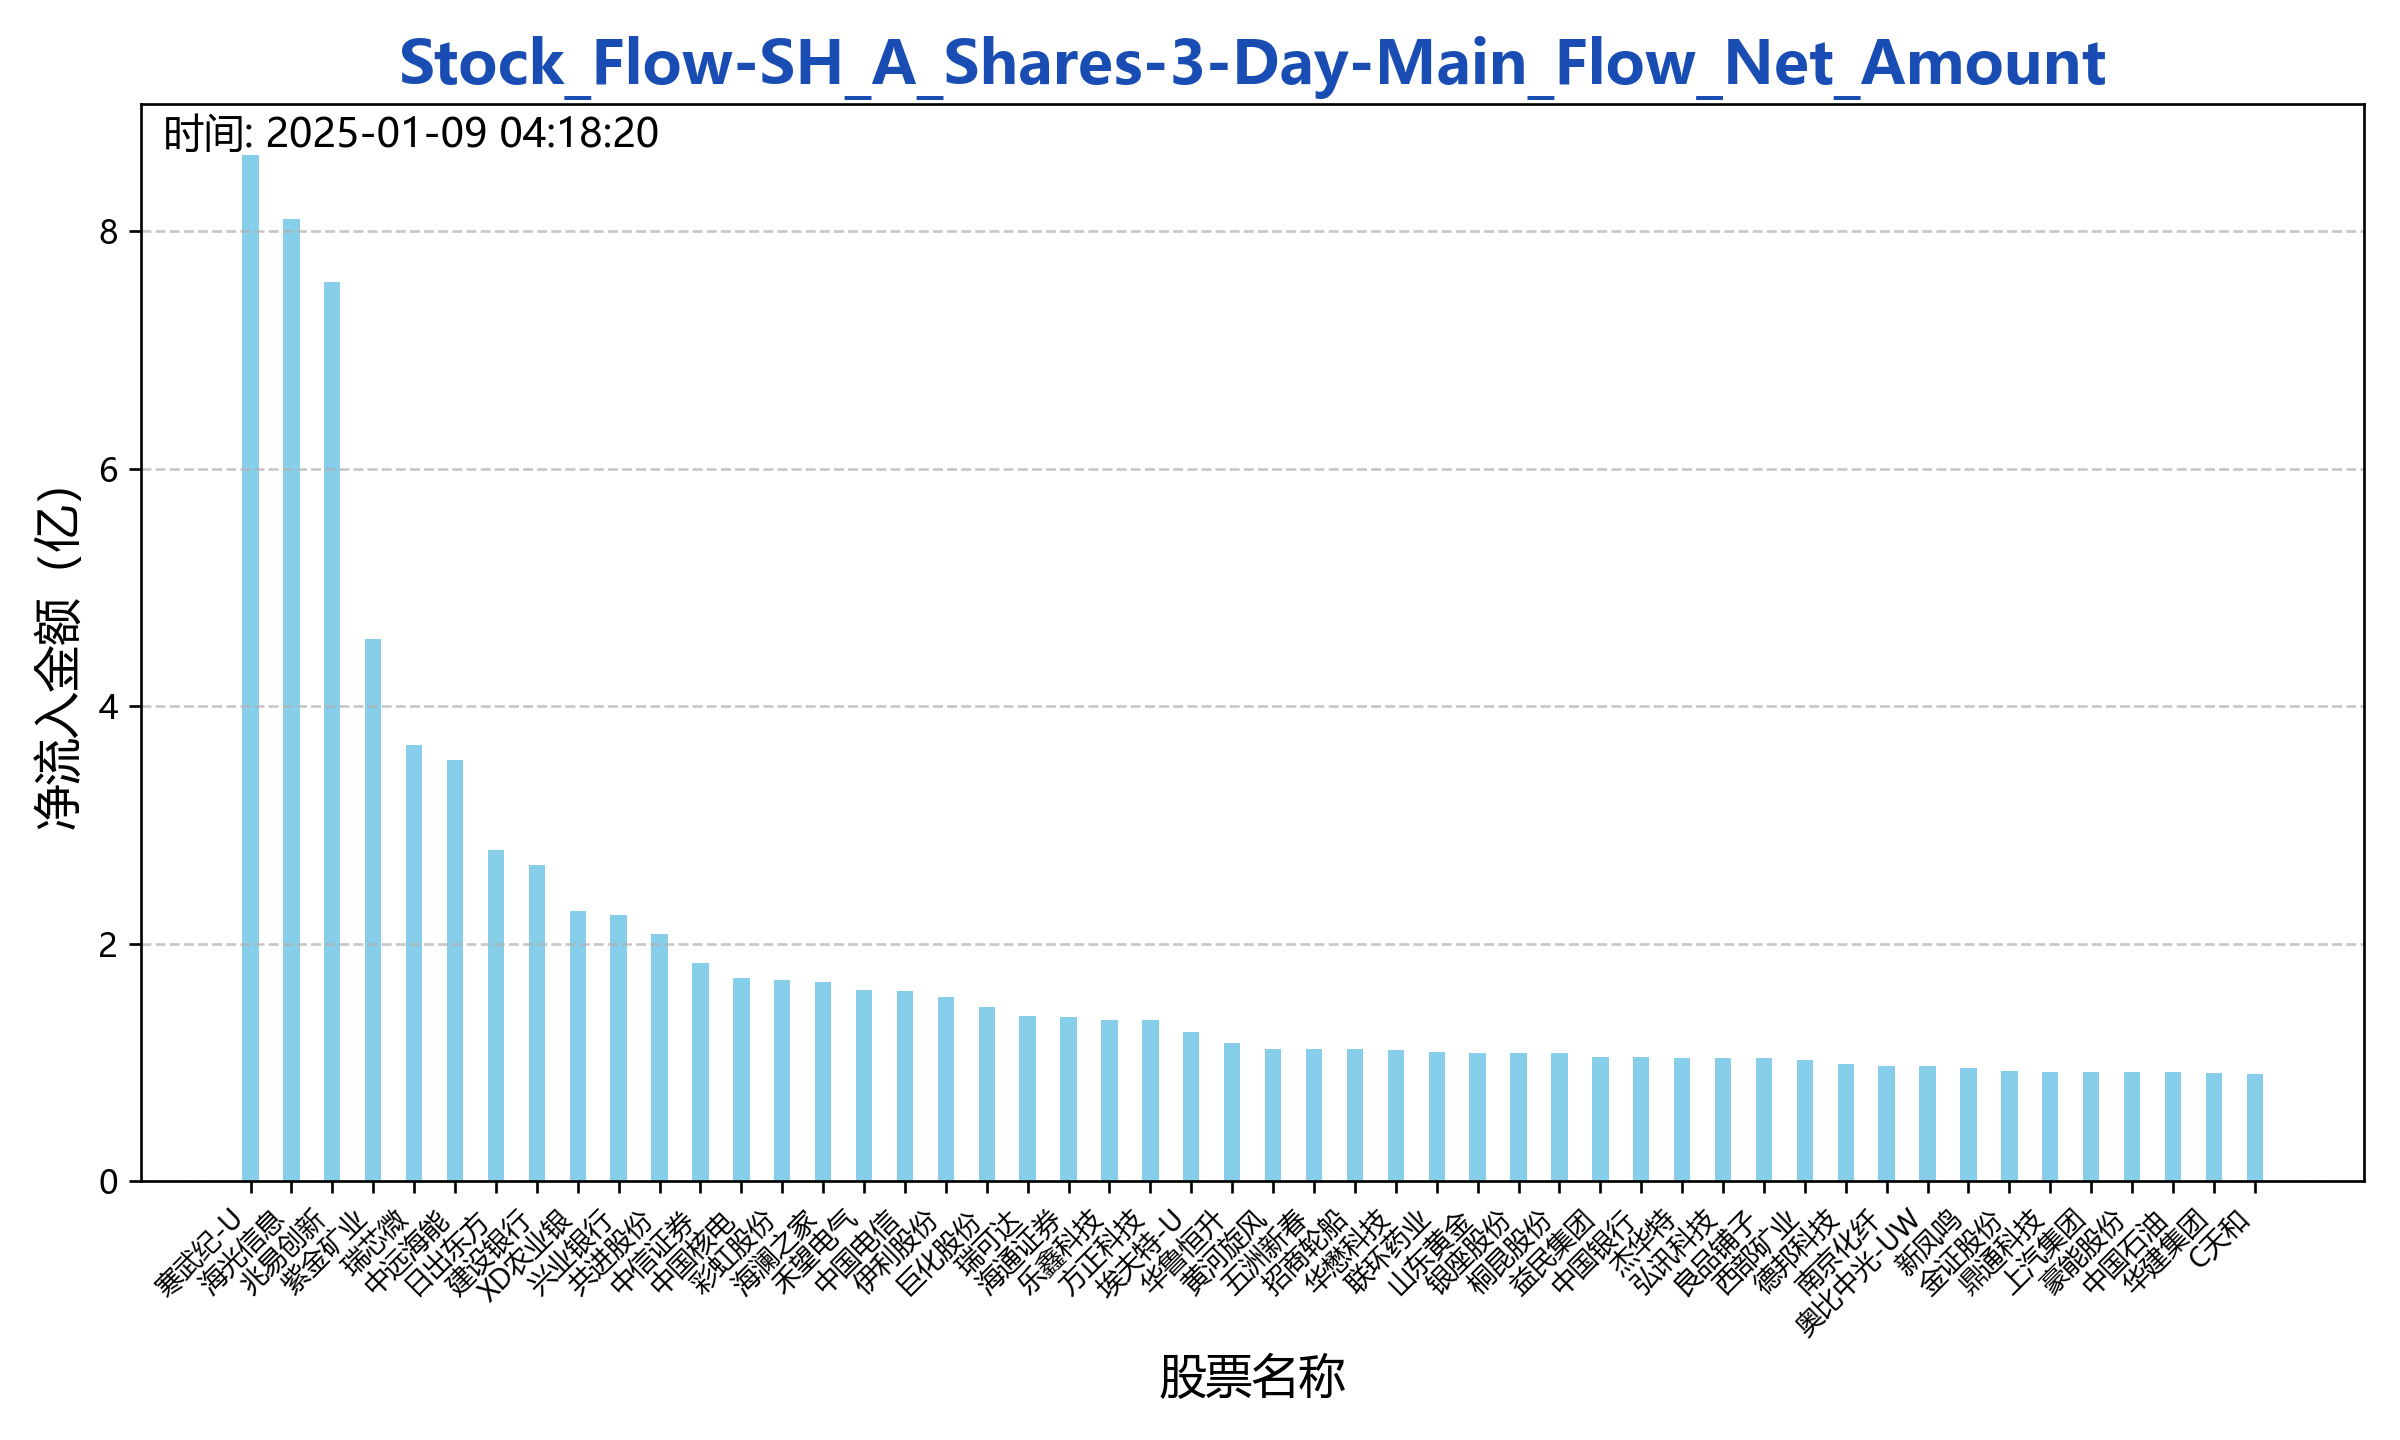 Stock_Flow-SH_A_Shares-3-Day-Main_Flow_Net_Amount
时间: 2025-01-09 04:18:20
净流入金额 (亿)
8
6
4
2
0
寒武纪-U
海光信息
兆易创新
紫金矿业
瑞芯微
中远海能
日出东方
建设银行
XD农业银
兴业银行
共进股份
中信证券
中国核电
彩虹股份
海澜之家
禾望电气
中国电信
伊利股份
巨化股份
瑞可达
海通证券
乐鑫科技
方正科技
埃夫特-U
华鲁恒升
黄河旋风
五洲新春
招商轮船
华懋科技
联环药业
山东黄金
银座股份
桐昆股份
益民集团
中国银行
杰华特
弘讯科技
良品铺子
西部矿业
德邦科技
南京化纤
奥比中光-UW
新凤鸣
金证股份
鼎通科技
上汽集团
豪能股份
中国石油
华建集团
C天和
股票名称